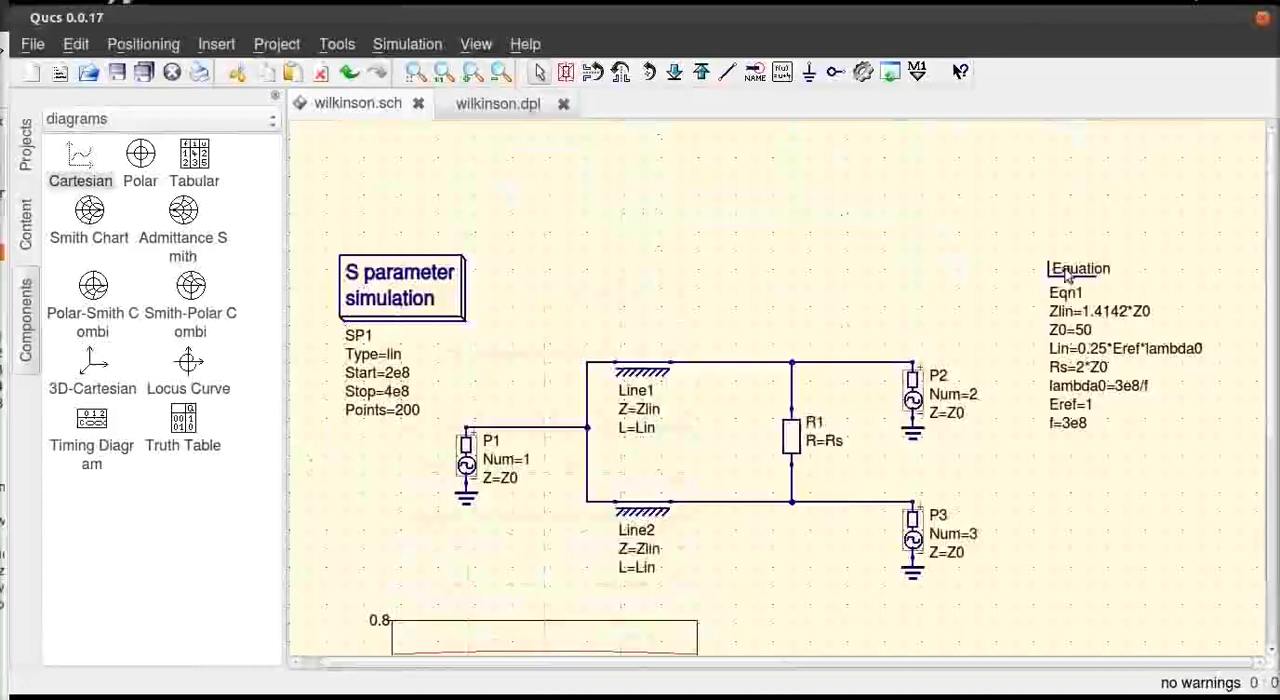 Qucs 0.0.17
File Edit Positioning Insert Project Tools Simulation View Help
NAME
M1
wilkinson.sch
wilkinson.dpl
Projects
Content
Components
diagrams
Cartesian
Polar
Tabular
Smith Chart
Admittance S
mith
Polar-Smith C
ombi
Smith-Polar C
ombi
3D-Cartesian
Locus Curve
Timing Diagr
am
Truth Table
S parameter
simulation
SP1
Type=lin
Start=2e8
Stop=4e8
Points=200
P1
Num=1
Z=Z0
Line1
Z=Zlin
L=Lin
Line2
Z=Zlin
L=Lin
R1
R=Rs
P2
Num=2
Z=Z0
P3
Num=3
Z=Z0
Equation
Eqn1
Zlin=1.4142*Z0
Z0=50
Lin=0.25*Eref*lambda0
Rs=2*Z0
lambda0=3e8/f
Eref=1
f=3e8
0.8
no warnings 0 : 0